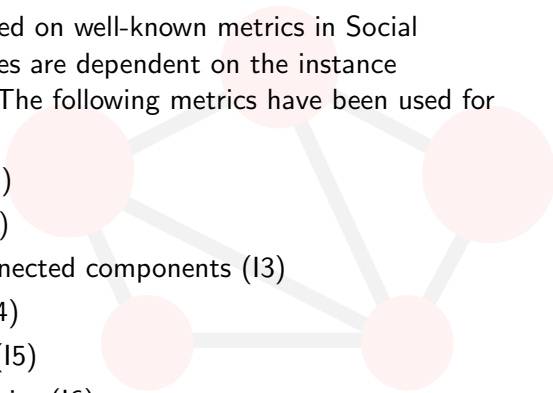 ed on well-known metrics in Social
es are dependent on the instance
The following metrics have been used for
)
)
nected components (I3)
4)
(I5)
(I6)